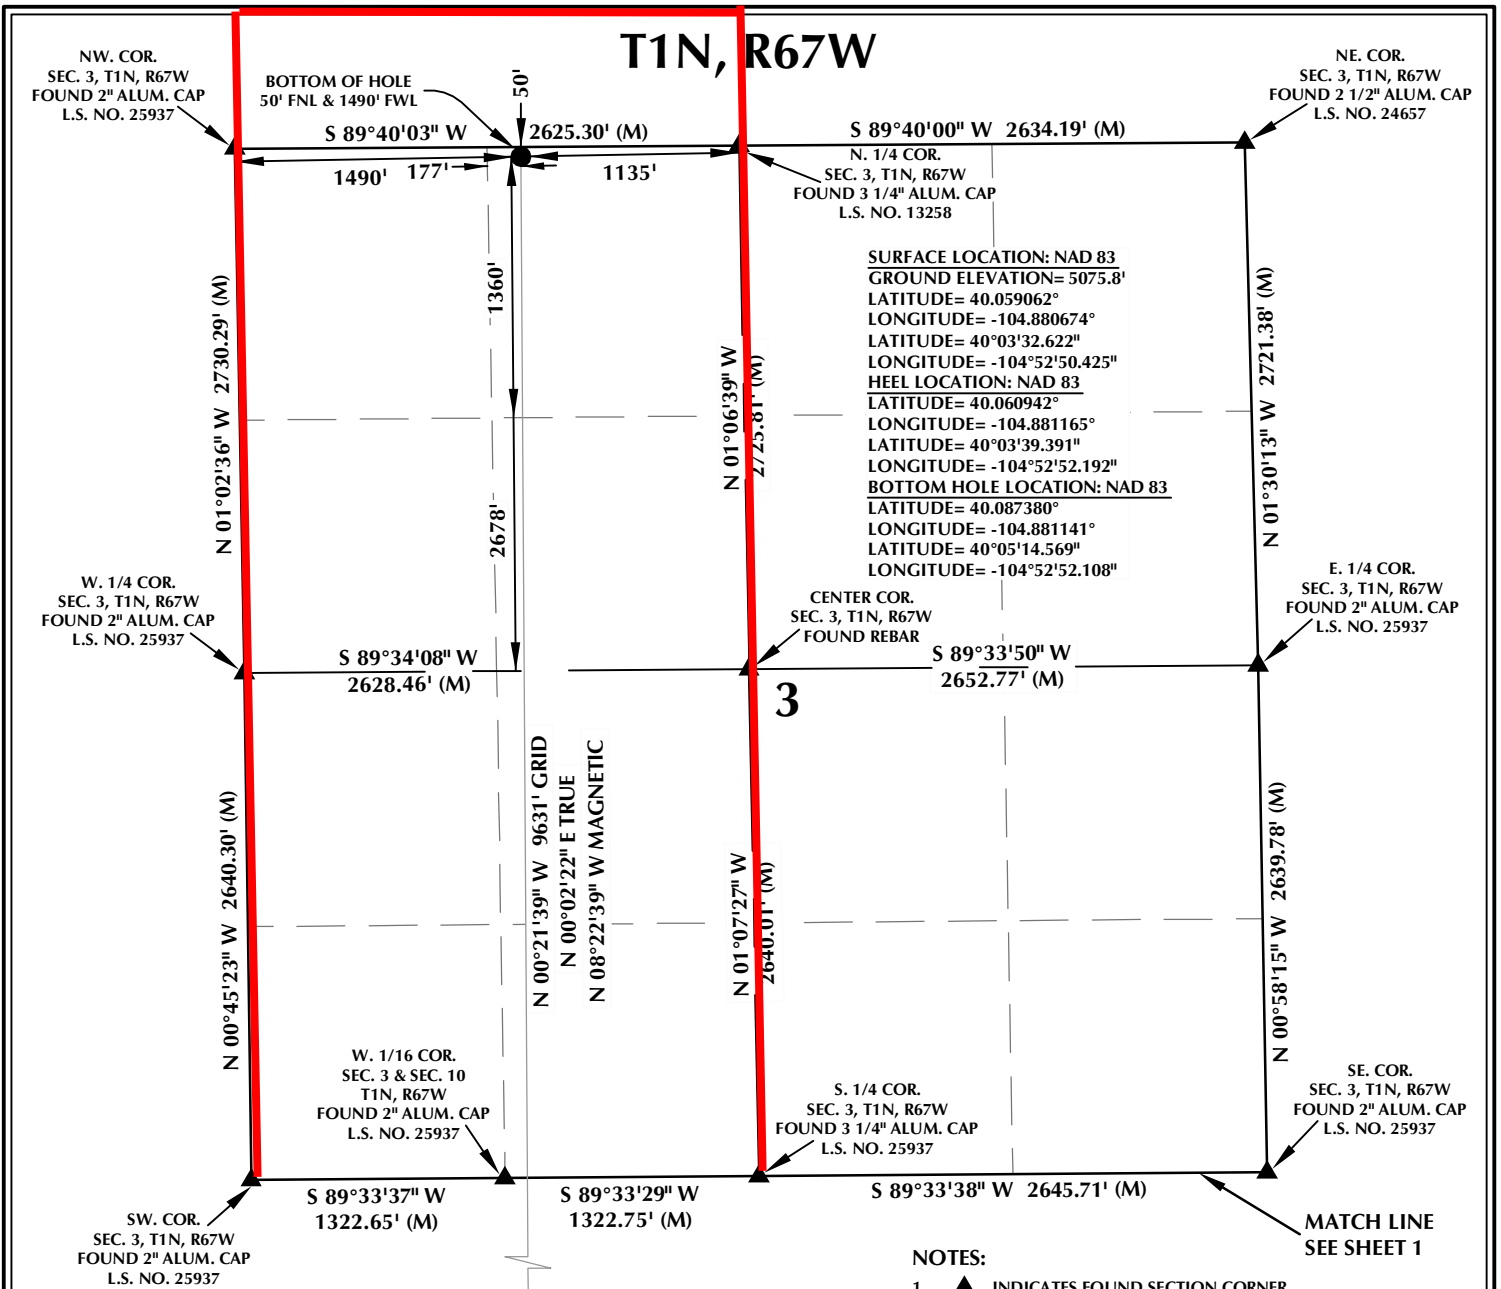 T1N, R67W
NW. COR.
SEC. 3, T1N, R67W
FOUND 2" ALUM. CAP
L.S. NO. 25937
BOTTOM OF HOLE
50' FNL & 1490' FWL
50'
NE. COR.
SEC. 3, T1N, R67W
FOUND 2 1/2" ALUM. CAP
L.S. NO. 24657
S 89°40'03" W 2625.30' (M)
S 89°40'00" W 2634.19' (M)
1490'
177'
1135'
N. 1/4 COR.
SEC. 3, T1N, R67W
FOUND 3 1/4" ALUM. CAP
L.S. NO. 13258
SURFACE LOCATION: NAD 83
GROUND ELEVATION= 5075.8'
LATITUDE= 40.059062°
LONGITUDE= -104.880674°
LATITUDE= 40°03'32.622"
LONGITUDE= -104°52'50.425"
HEEL LOCATION: NAD 83
LATITUDE= 40.060942°
LONGITUDE= -104.881165°
LATITUDE= 40°03'39.391"
LONGITUDE= -104°52'52.192"
BOTTOM HOLE LOCATION: NAD 83
LATITUDE= 40.087380°
LONGITUDE= -104.881141°
LATITUDE= 40°05'14.569"
LONGITUDE= -104°52'52.108"
N 01°02'36" W 2730.29' (M)
1360'
2678'
N 01°06'39" W
2725.81' (M)
N 01°30'13" W 2721.38' (M)
W. 1/4 COR.
SEC. 3, T1N, R67W
FOUND 2" ALUM. CAP
L.S. NO. 25937
CENTER COR.
SEC. 3, T1N, R67W
FOUND REBAR
E. 1/4 COR.
SEC. 3, T1N, R67W
FOUND 2" ALUM. CAP
L.S. NO. 25937
S 89°34'08" W
2628.46' (M)
S 89°33'50" W
2652.77' (M)
3
N 00°45'23" W 2640.30' (M)
N 00°21'39" W 9631' GRID
N 00°02'22" E TRUE
N 08°22'39" W MAGNETIC
N 01°07'27" W
2640.01' (M)
N 00°58'15" W 2639.78' (M)
W. 1/16 COR.
SEC. 3 & SEC. 10
T1N, R67W
FOUND 2" ALUM. CAP
L.S. NO. 25937
S. 1/4 COR.
SEC. 3, T1N, R67W
FOUND 3 1/4" ALUM. CAP
L.S. NO. 25937
SE. COR.
SEC. 3, T1N, R67W
FOUND 2" ALUM. CAP
L.S. NO. 25937
S 89°33'37" W
1322.65' (M)
S 89°33'29" W
1322.75' (M)
S 89°33'38" W 2645.71' (M)
SW. COR.
SEC. 3, T1N, R67W
FOUND 2" ALUM. CAP
L.S. NO. 25937
MATCH LINE
SEE SHEET 1
NOTES:
1. INDICATES FOUND SECTION CORNER